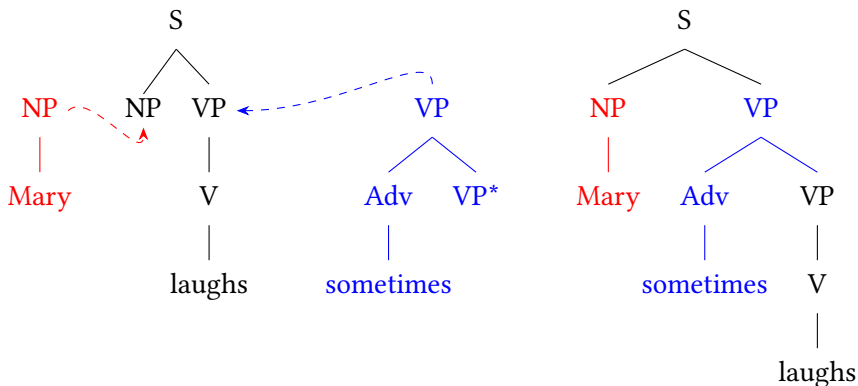 S S
NP NP VP VP NP VP
Mary V Adv VP* Mary Adv VP
laughs sometimes sometimes V
laughs